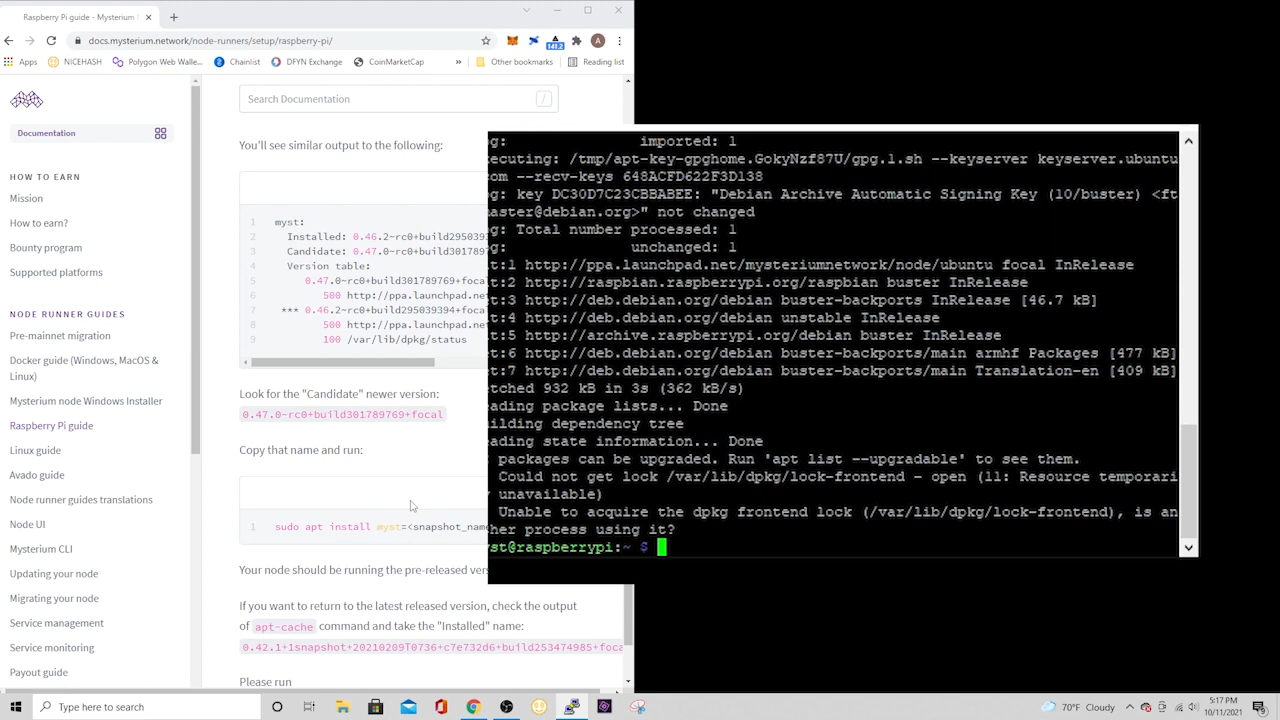 Raspberry Pi guide - Mysterium
docs.mysterium.network/node-runners/setup/raspberry-pi/
141.2
A
Apps
NICEHASH
Polygon Web Walle...
Chainlist
DFYN Exchange
CoinMarketCap
»
Other bookmarks
Reading list
Documentation
HOW TO EARN
Mission
How to earn?
Bounty program
Supported platforms
NODE RUNNER GUIDES
Pre-mainnet migration
Docker guide (Windows, MacOS &
Linux)
Mysterium node Windows Installer
Raspberry Pi guide
Linux guide
Avado guide
Node runner guides translations
Node UI
Mysterium CLI
Updating your node
Migrating your node
Service management
Service monitoring
Payout guide
Search Documentation
/
You'll see similar output to the following:
1 myst:
2 Installed: 0.46.2~rc0+build2950393
3 Candidate: 0.47.0~rc0+build3017897
4 Version table:
5 0.47.0~rc0+build301789769+focal
6 500 http://ppa.launchpad.net
7 *** 0.46.2~rc0+build295039394+foca
8 500 http://ppa.launchpad.net
9 100 /var/lib/dpkg/status
Look for the "Candidate" newer version:
0.47.0~rc0+build301789769+focal
Copy that name and run:
1 sudo apt install myst=<snapshot_name
Your node should be running the pre-released vers
If you want to return to the latest released version, check the output
of apt-cache command and take the "Installed" name:
0.42.1+1snapshot+20210209T0736+c7e732d6+build253474985+foca
Please run
g: imported: 1
ecuting: /tmp/apt-key-gpghome.GokyNzf87U/gpg.1.sh --keyserver keyserver.ubuntu
om --recv-keys 648ACFD622F3D138
g: key DC30D7C23CBBABEE: "Debian Archive Automatic Signing Key (10/buster) <ft
aster@debian.org>" not changed
g: Total number processed: 1
g: unchanged: 1
t:1 http://ppa.launchpad.net/mysteriumnetwork/node/ubuntu focal InRelease
t:2 http://raspbian.raspberrypi.org/raspbian buster InRelease
t:3 http://deb.debian.org/debian buster-backports InRelease [46.7 kB]
t:4 http://deb.debian.org/debian unstable InRelease
t:5 http://archive.raspberrypi.org/debian buster InRelease
t:6 http://deb.debian.org/debian buster-backports/main armhf Packages [477 kB]
t:7 http://deb.debian.org/debian buster-backports/main Translation-en [409 kB]
tched 932 kB in 3s (362 kB/s)
ading package lists... Done
ilding dependency tree
ading state information... Done
packages can be upgraded. Run 'apt list --upgradable' to see them.
Could not get lock /var/lib/dpkg/lock-frontend - open (11: Resource temporari
y unavailable)
Unable to acquire the dpkg frontend lock (/var/lib/dpkg/lock-frontend), is an
her process using it?
yst@raspberrypi:~ $
Type here to search
70°F Cloudy
5:17 PM
10/11/2021